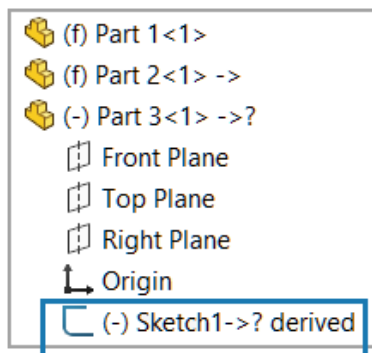 (f) Part 1<1>
(f) Part 2<1> ->
(-) Part 3<1> ->?
Front Plane
Top Plane
Right Plane
Origin
(-) Sketch1->? derived